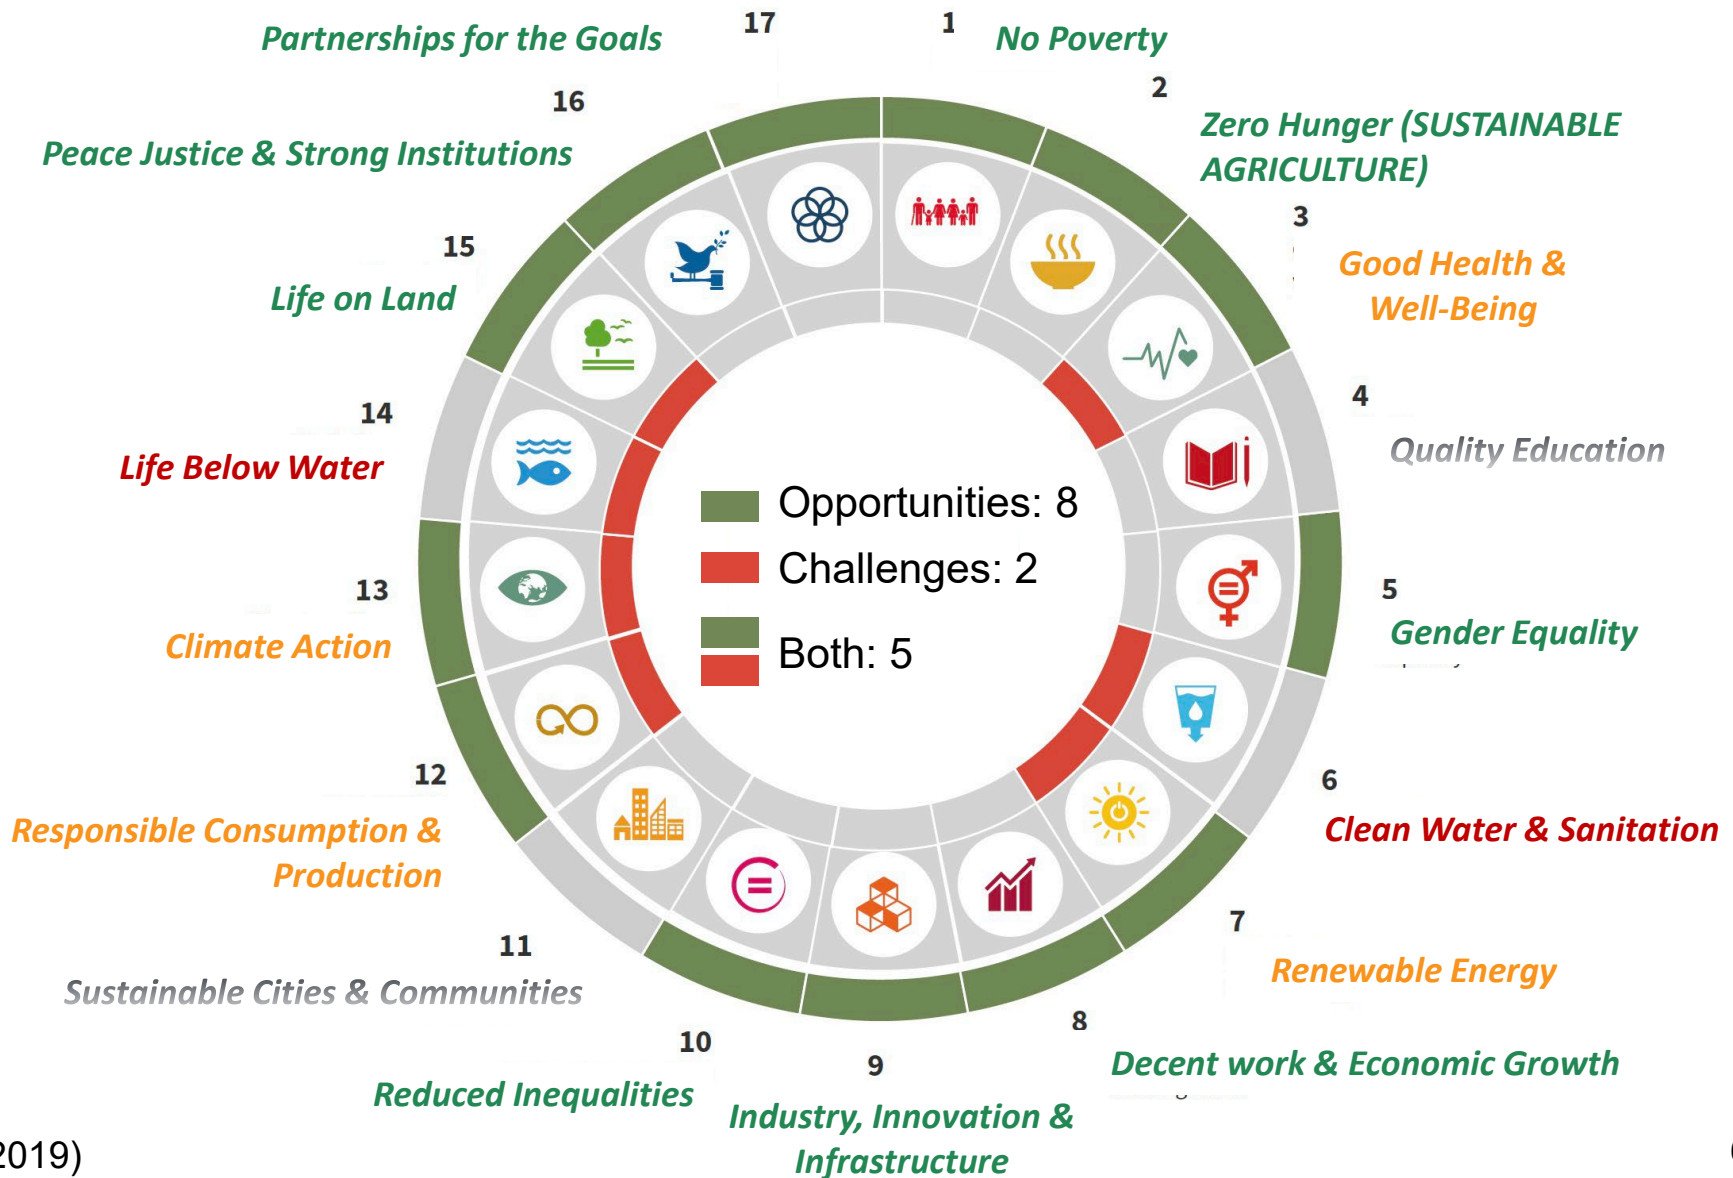 17
1
Partnerships for the Goals
No Poverty
16
2
Peace Justice & Strong Institutions
Zero Hunger (SUSTAINABLE
AGRICULTURE)
15
3
Life on Land
Good Health &
Well-Being
14
4
Life Below Water
Quality Education
Opportunities: 8
Challenges: 2
Both: 5
13
5
Climate Action
Gender Equality
12
6
Responsible Consumption &
Production
Clean Water & Sanitation
11
7
Sustainable Cities & Communities
Renewable Energy
10
8
Reduced Inequalities
Decent work & Economic Growth
9
Industry, Innovation &
Infrastructure
2019)